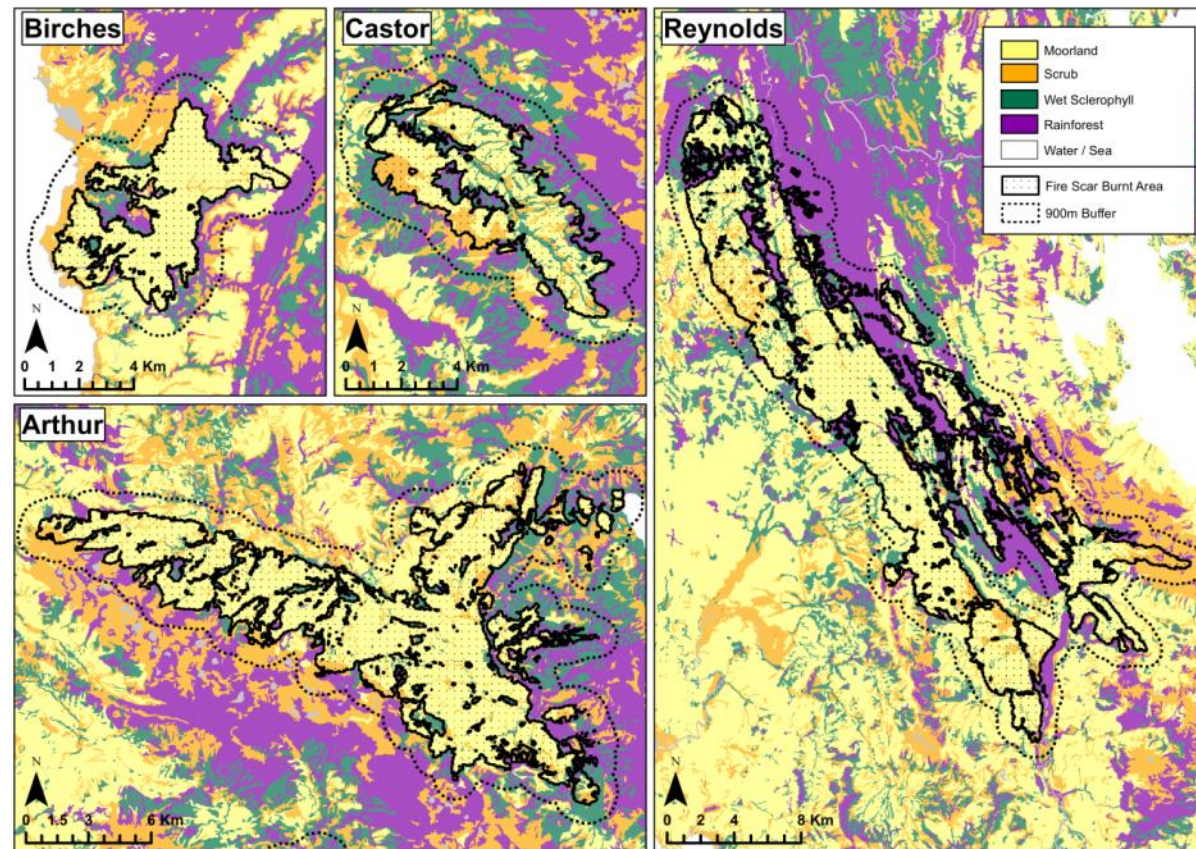 Birches
N
0 1 2 4 Km
Castor
N
0 1 2 4 Km
Reynolds
Moorland
Scrub
Wet Sclerophyll
Rainforest
Water / Sea
Fire Scar Burnt Area
900m Buffer
N
0 2 4 8 Km
Arthur
N
0 1.5 3 6 Km